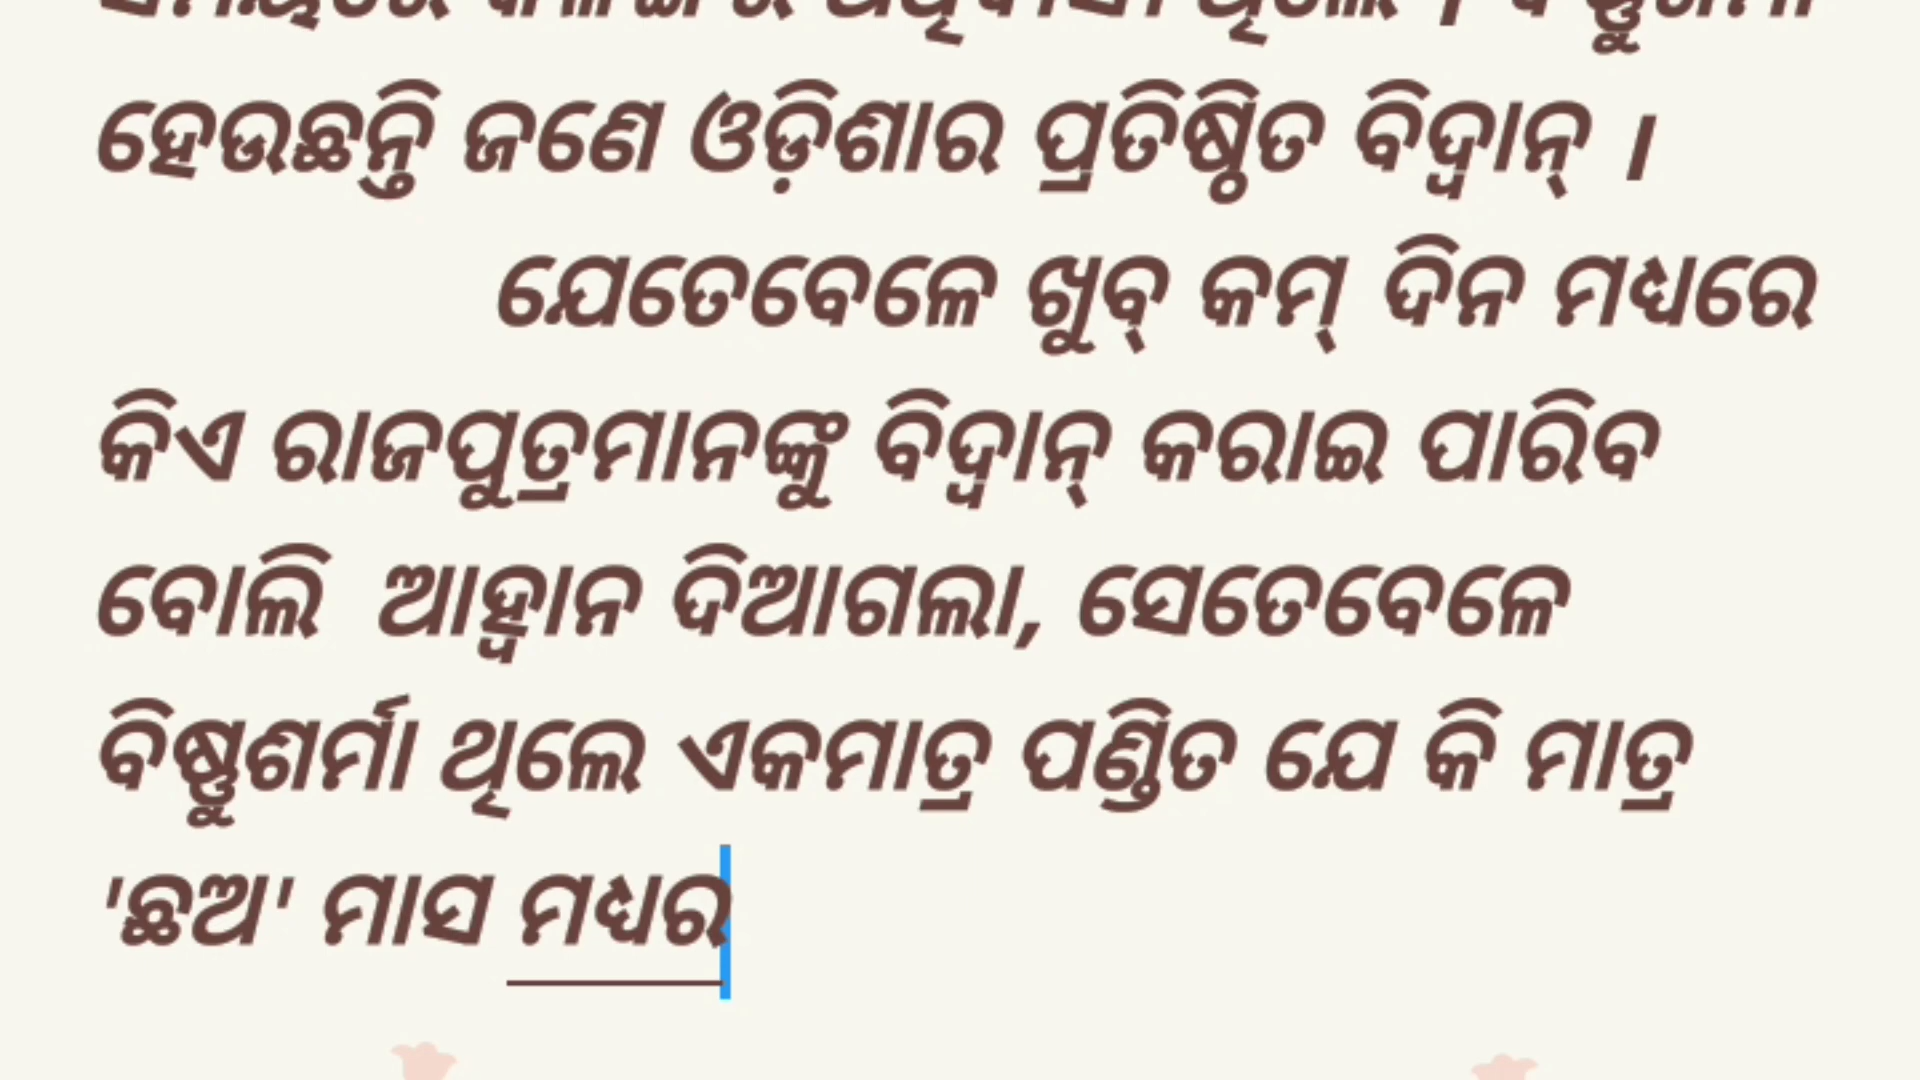 ହେଉଛନ୍ତି ଜଣେ ଓଡ଼ିଶାର ପ୍ରତିଷ୍ଠିତ ବିଦ୍ୱାନ୍ ।
ଯେତେବେଳେ ଖୁବ୍ କମ୍ ଦିନ ମଧ୍ୟରେ
କିଏ ରାଜପୁତ୍ରମାନଙ୍କୁ ବିଦ୍ୱାନ୍ କରାଇ ପାରିବ
ବୋଲି ଆହ୍ୱାନ ଦିଆଗଲା, ସେତେବେଳେ
ବିଷ୍ଣୁଶର୍ମା ଥିଲେ ଏକମାତ୍ର ପଣ୍ଡିତ ଯେ କି ମାତ୍ର
'ଛଅ' ମାସ ମଧ୍ୟର